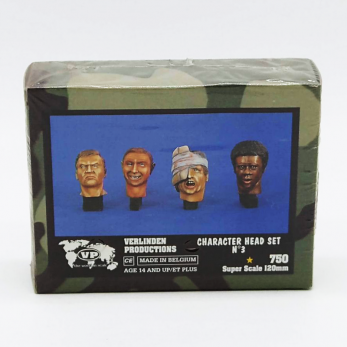 VERLINDEN
PRODUCTIONS
CE MADE IN BELGIUM
AGE 14 AND UP/ET PLUS
VP
CHARACTER HEAD SET
N°3
750
Super Scale 120mm